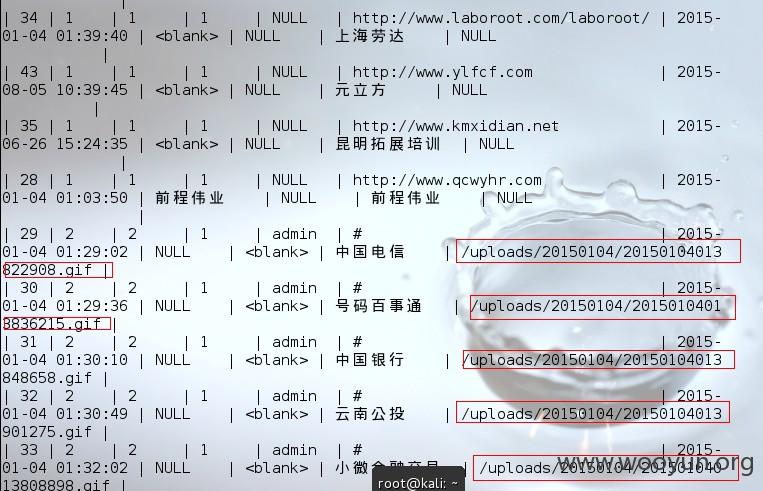 |
| 34 | 1 | 1 | 1 | NULL | http://www.laboroot.com/laboroot/ | 2015-
01-04 01:39:40 | <blank> | NULL | 上海劳达 | NULL
|
| 43 | 1 | 1 | 1 | NULL | http://www.ylfcf.com | 2015-
08-05 10:39:45 | <blank> | NULL | 元立方 | NULL
|
| 35 | 1 | 1 | 1 | NULL | http://www.kmxidian.net | 2015-
06-26 15:24:35 | <blank> | NULL | 昆明拓展培训 | NULL
|
| 28 | 1 | 1 | 1 | NULL | http://www.qcwyhr.com | 2015-
01-04 01:03:50 | 前程伟业 | NULL | 前程伟业 | NULL
|
| 29 | 2 | 2 | 1 | admin | # | 2015-
01-04 01:29:02 | NULL | <blank> | 中国电信 | /uploads/20150104/20150104013
822908.gif |
| 30 | 2 | 2 | 1 | admin | # | 2015-
01-04 01:29:36 | NULL | <blank> | 号码百事通 | /uploads/20150104/2015010401
3836215.gif |
| 31 | 2 | 2 | 1 | admin | # | 2015-
01-04 01:30:10 | NULL | <blank> | 中国银行 | /uploads/20150104/20150104013
848658.gif |
| 32 | 2 | 2 | 1 | admin | # | 2015-
01-04 01:30:49 | NULL | <blank> | 云南公投 | /uploads/20150104/20150104013
901275.gif |
| 33 | 2 | 2 | 1 | admin | # | 2015-
01-04 01:32:02 | NULL | <blank> | 小微金融交易 | /uploads/20150104/201501040
13808898.gif |
www.wooyun.org
root@kali: ~